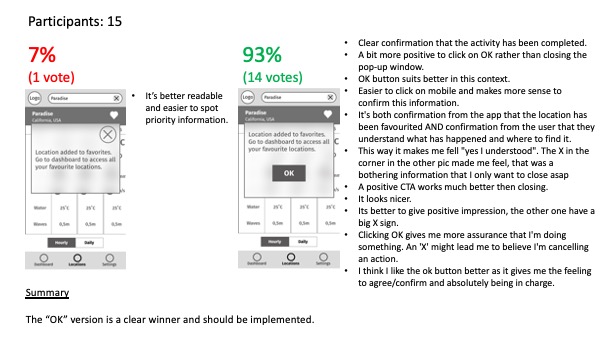 Participants: 15
7%
(1 vote)
Logo
Paradise
Paradise
California, USA
Location added to favorites.
Go to dashboard to access all
your favourite locations.
Water 25°C 25°C 25°C
Waves 0,5m 0,5m 0,5m
Hourly Daily
Dashboard Locations Settings
• It's better readable
and easier to spot
priority information.
93%
(14 votes)
Logo
Paradise
Paradise
California, USA
Location added to favorites.
Go to dashboard to access all
your favourite locations.
OK
Water 25°C 25°C 25°C
Waves 0,5m 0,5m 0,5m
Hourly Daily
Dashboard Locations Settings
• Clear confirmation that the activity has been completed.
• A bit more positive to click on OK rather than closing the
pop-up window.
• OK button suits better in this context.
• Easier to click on mobile and makes more sense to
confirm this information.
• It's both confirmation from the app that the location has
been favourited AND confirmation from the user that they
understand what has happened and where to find it.
• This way it makes me fell "yes I understood". The X in the
corner in the other pic made me feel, that was a
bothering information that I only want to close asap
• A positive CTA works much better then closing.
• It looks nicer.
• Its better to give positive impression, the other one have a
big X sign.
• Clicking OK gives me more assurance that I'm doing
something. An 'X' might lead me to believe I'm cancelling
an action.
• I think I like the ok button better as it gives me the feeling
to agree/confirm and absolutely being in charge.
Summary
The "OK" version is a clear winner and should be implemented.